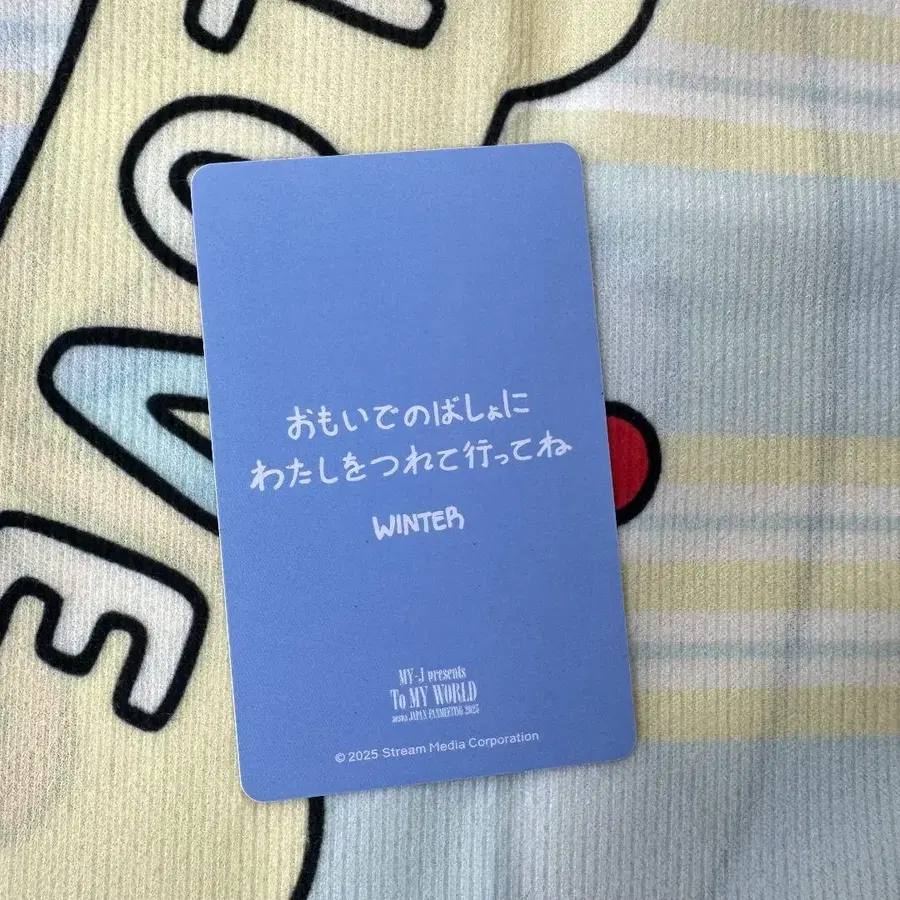 おもいでのばしょに
わたしをつれて行ってね
WINTER
MY-J presents
To MY WORLD
aespa JAPAN FANMEETING 2025
© 2025 Stream Media Corporation